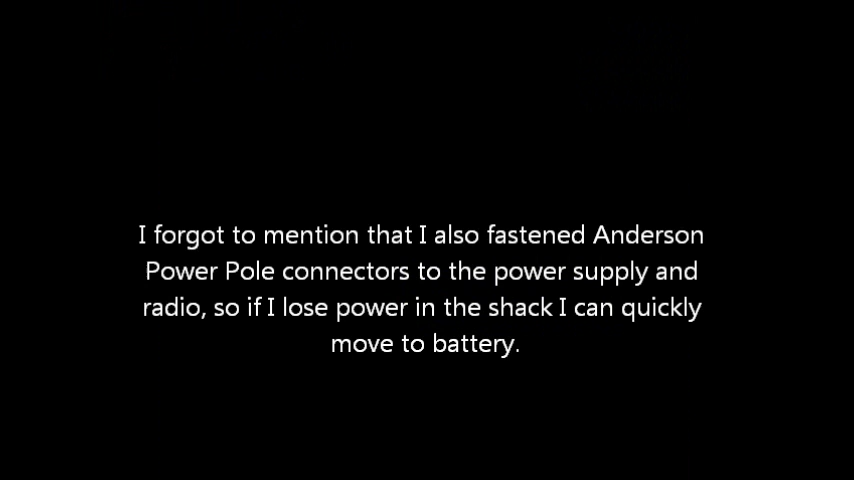 I forgot to mention that I also fastened Anderson
Power Pole connectors to the power supply and
radio, so if I lose power in the shack I can quickly
move to battery.